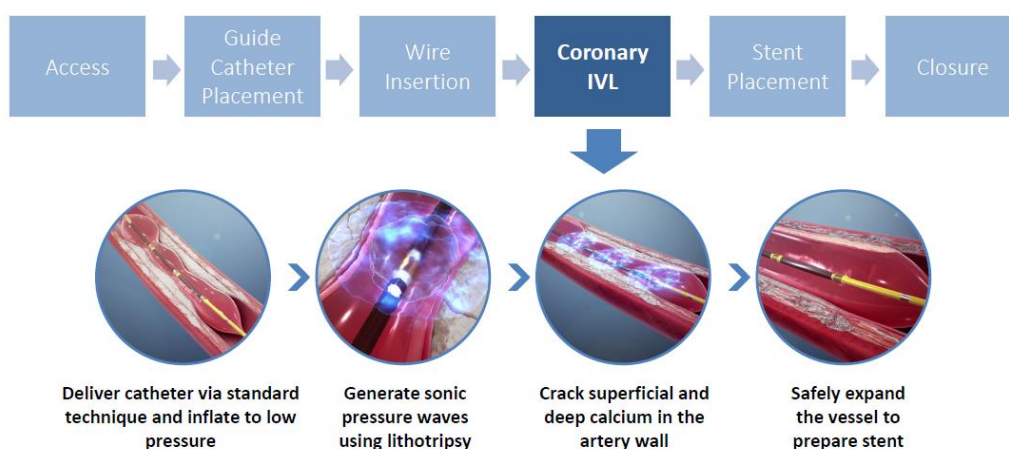 Access
Guide
Catheter
Placement
Wire
Insertion
Coronary
IVL
Stent
Placement
Closure
Deliver catheter via standard
technique and inflate to low
pressure
Generate sonic
pressure waves
using lithotripsy
Crack superficial and
deep calcium in the
artery wall
Safely expand
the vessel to
prepare stent